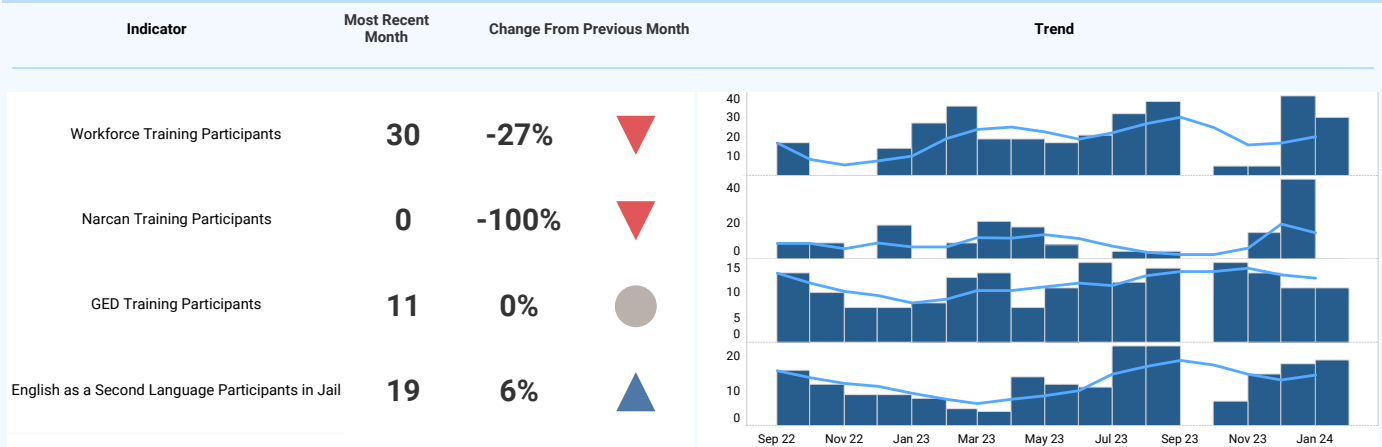 Indicator
Most Recent
Month
Change From Previous Month
Trend
Workforce Training Participants
30
-27%
40
30
20
10
Narcan Training Participants
0
-100%
40
20
0
GED Training Participants
11
0%
15
10
5
0
English as a Second Language Participants in Jail
19
6%
20
10
0
Sep 22 Nov 22 Jan 23 Mar 23 May 23 Jul 23 Sep 23 Nov 23 Jan 24